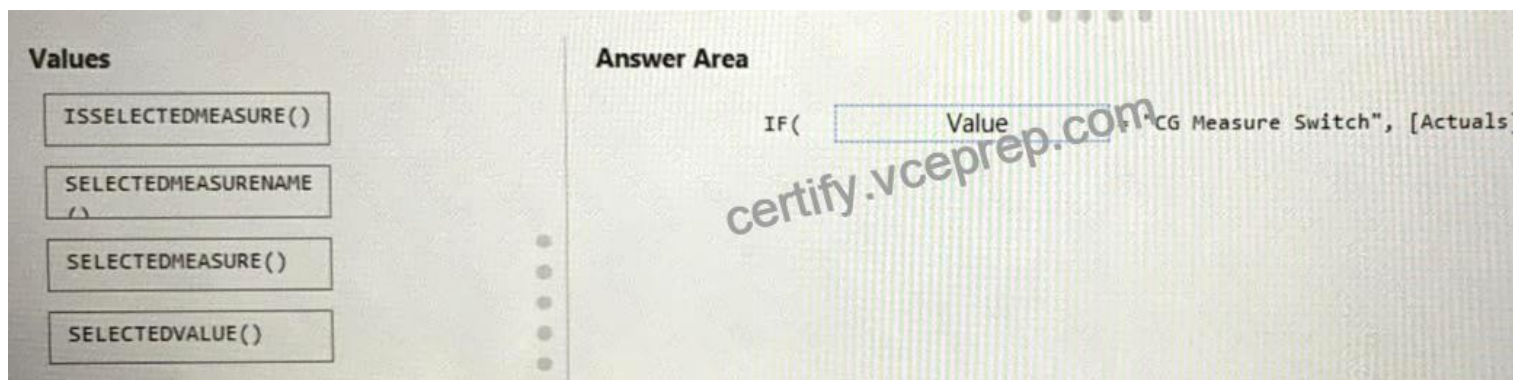 Values
Answer Area
ISSELECTEDMEASURE()
SELECTEDMEASURENAME
()
SELECTEDMEASURE()
SELECTEDVALUE()
IF( Value = "CG Measure Switch", [Actuals]
certify.vceprep.com